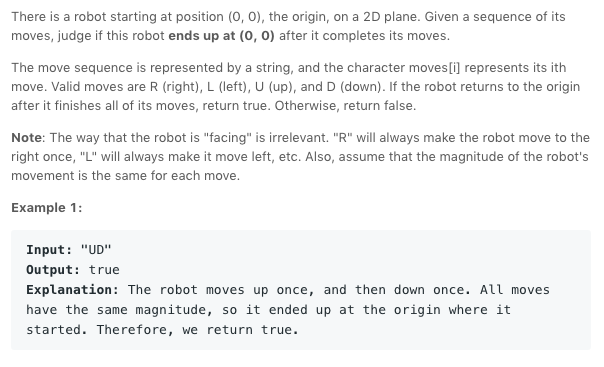 There is a robot starting at position (0, 0), the origin, on a 2D plane. Given a sequence of its
moves, judge if this robot ends up at (0, 0) after it completes its moves.
The move sequence is represented by a string, and the character moves[i] represents its ith
move. Valid moves are R (right), L (left), U (up), and D (down). If the robot returns to the origin
after it finishes all of its moves, return true. Otherwise, return false.
Note: The way that the robot is "facing" is irrelevant. "R" will always make the robot move to the
right once, "L" will always make it move left, etc. Also, assume that the magnitude of the robot's
movement is the same for each move.
Example 1:
Input: "UD"
Output: true
Explanation: The robot moves up once, and then down once. All moves
have the same magnitude, so it ended up at the origin where it
started. Therefore, we return true.